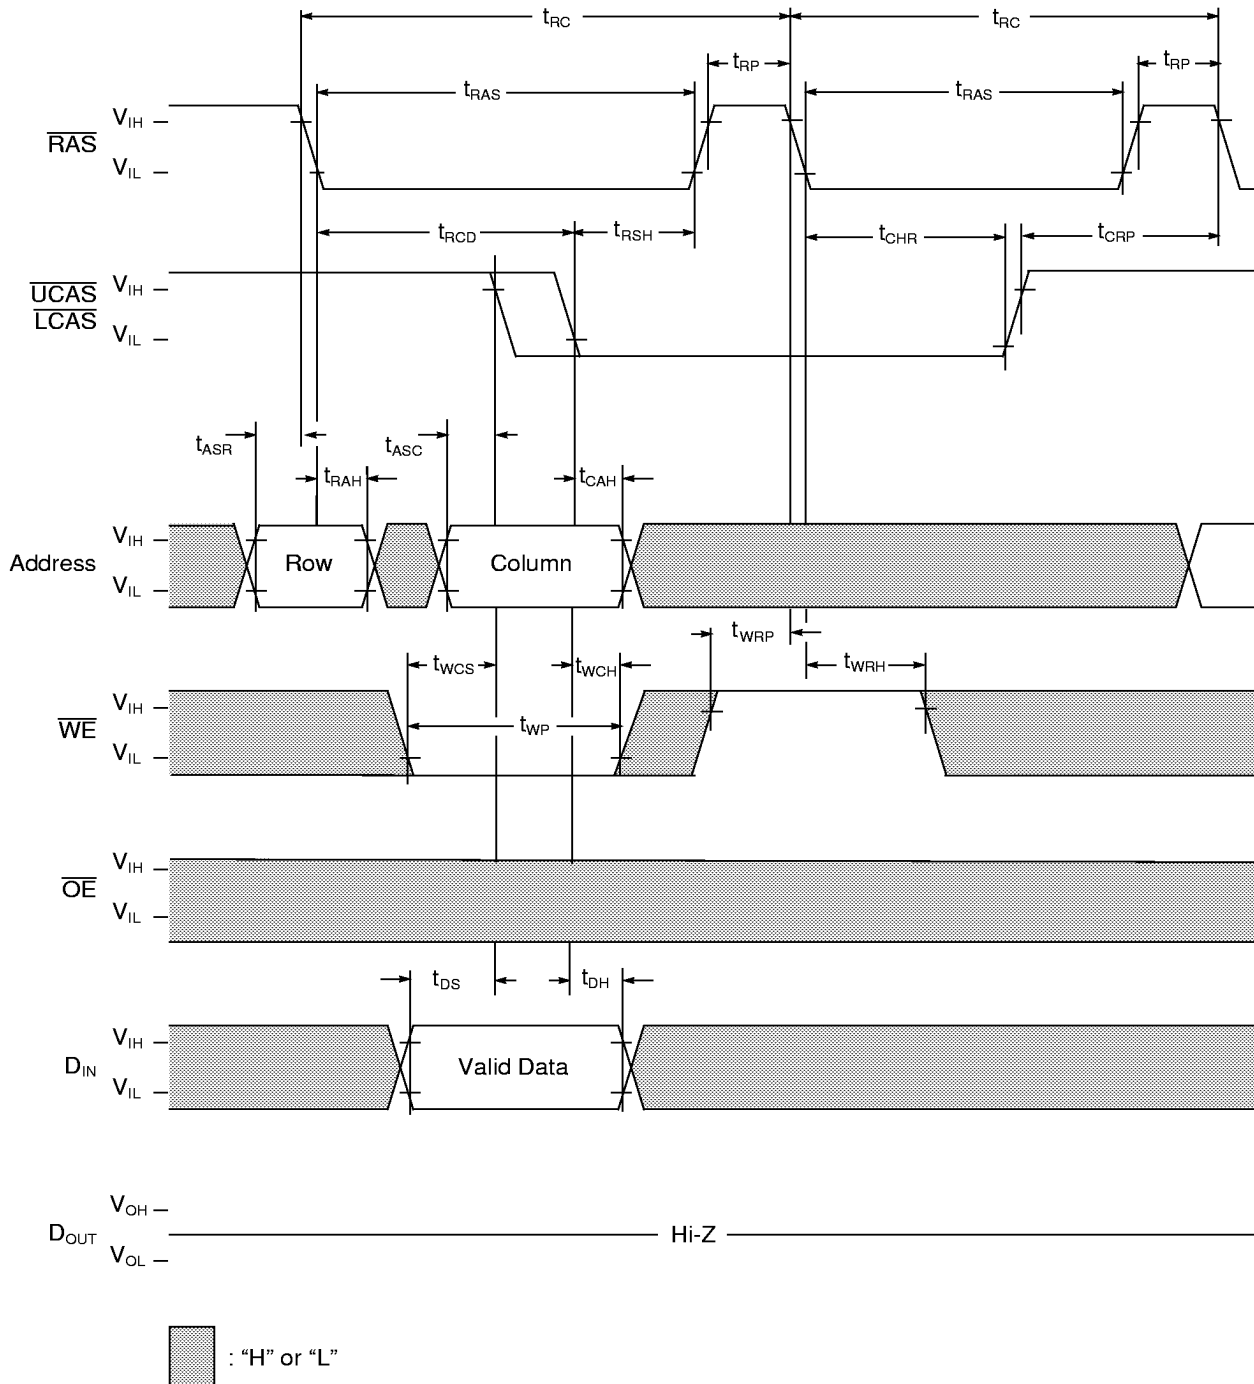 tRC tRC
tRP tRP
tRAS tRAS
RAS VIH
VIL
tRCD tRSH tCHR tCRP
UCAS VIH
LCAS VIL
tASR tASC
tRAH tCAH
VIH
Address Row Column
VIL
tWRP
tWCS tWCH tWRH
VIH
WE tWP
VIL
VIH
OE
VIL
tDS tDH
VIH
DIN Valid Data
VIL
VOH
DOUT Hi-Z
VOL
: “H” or “L”